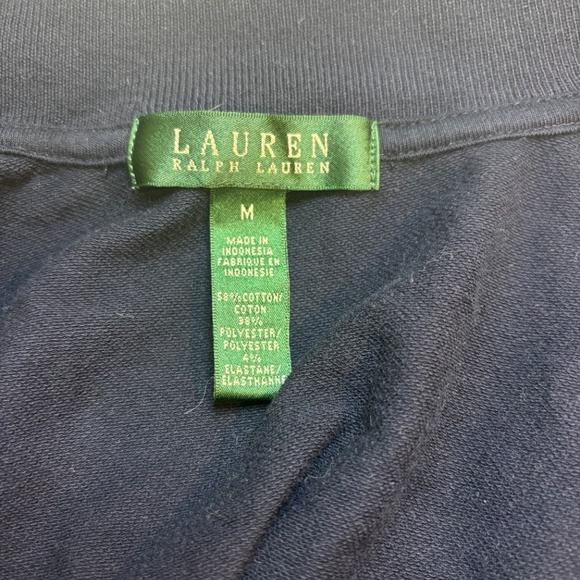 LAUREN
RALPH LAUREN
M
MADE IN
INDONESIA
FABRIQUE EN
INDONESIE
58% COTTON/
COTON
38%
POLYESTER/
POLYESTER
4%
ELASTANE/
ELASTHANNE